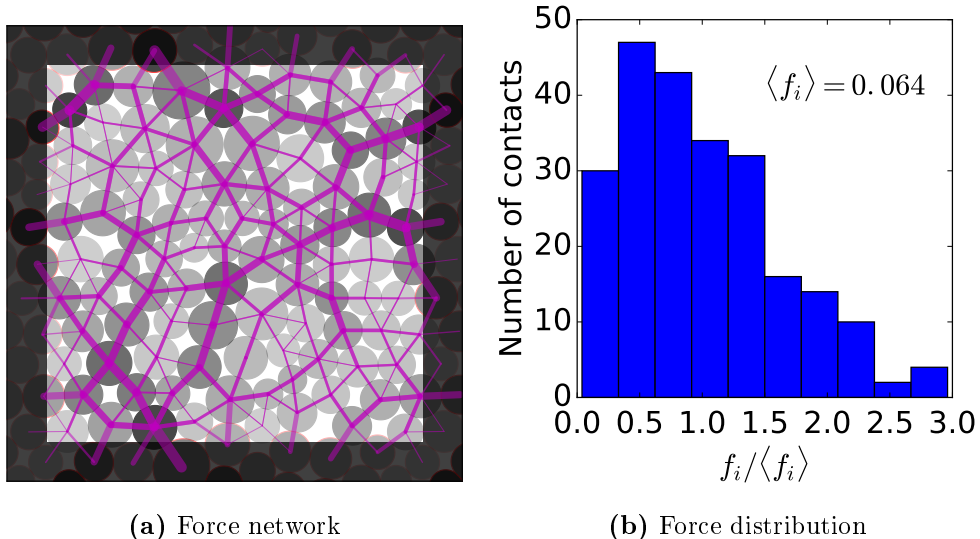 50
40
30
20
10
0
Number of contacts
⟨f_i⟩ = 0.064
0.0 0.5 1.0 1.5 2.0 2.5 3.0
f_i/⟨f_i⟩
(a) Force network
(b) Force distribution